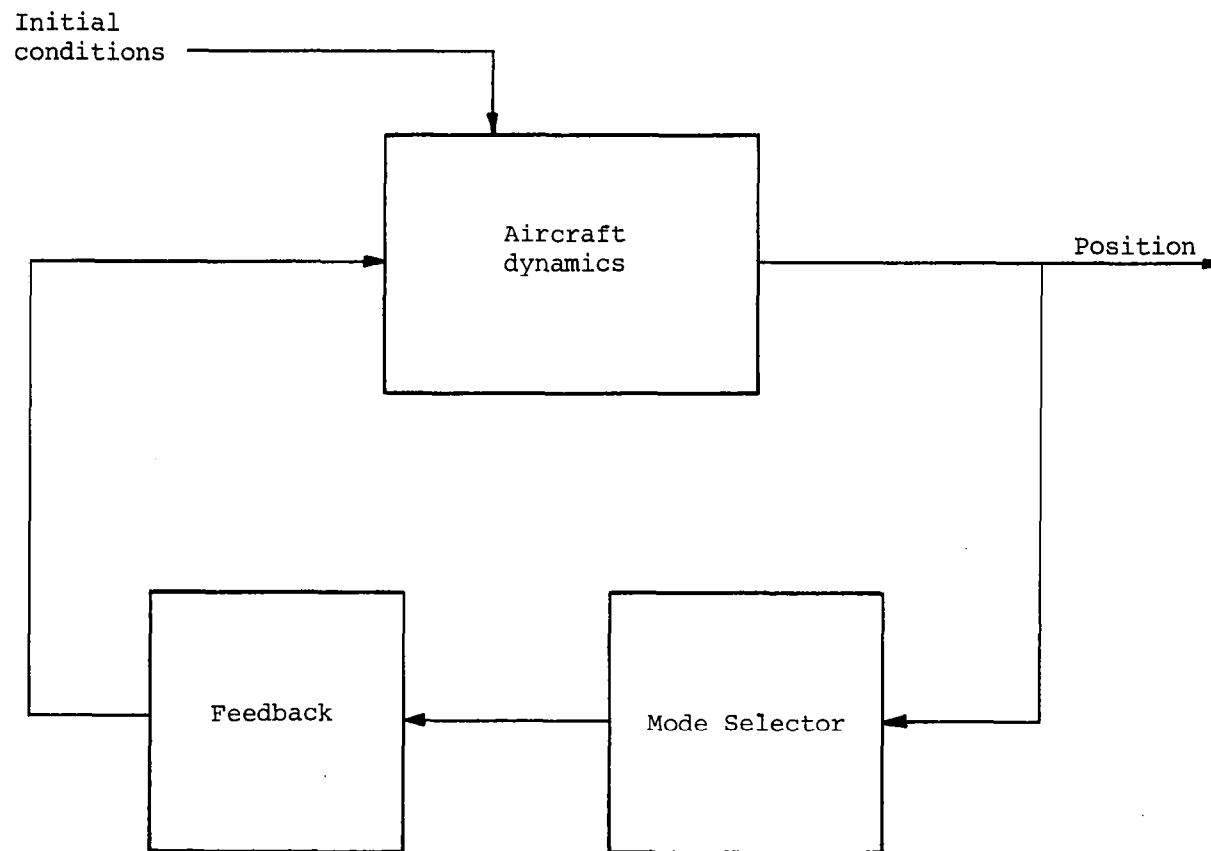 Initial
conditions
Aircraft
dynamics
Position
Feedback
Mode Selector